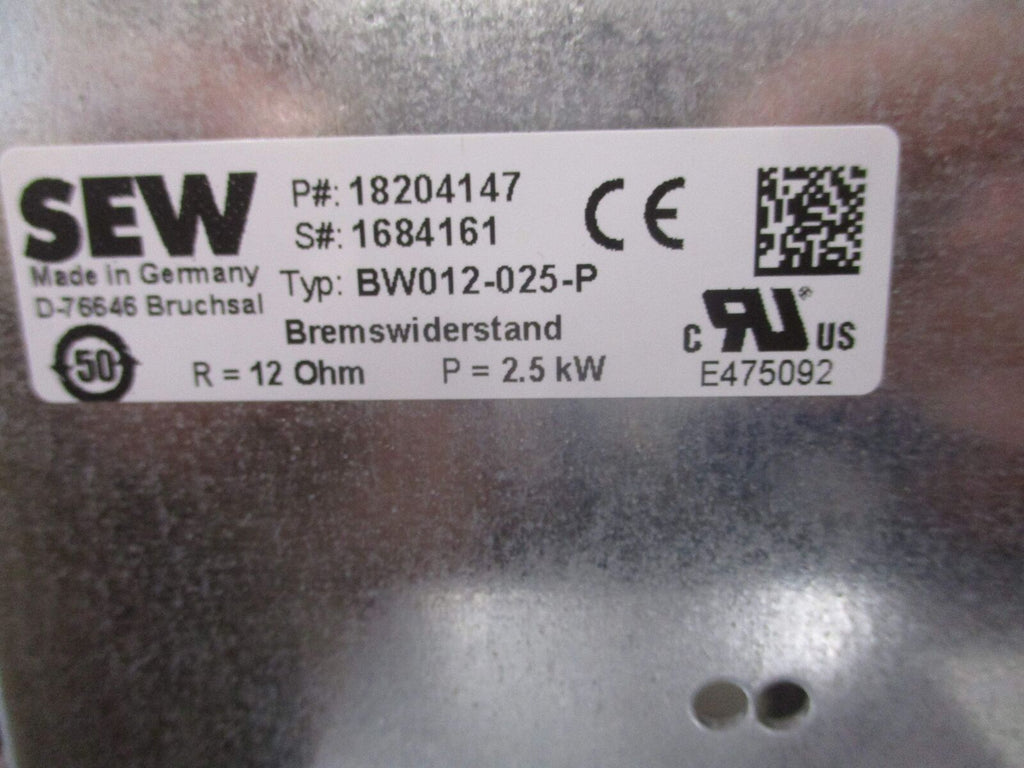 SEW
Made in Germany
D-76646 Bruchsal
50
P#: 18204147
S#: 1684161
Typ: BW012-025-P
Bremswiderstand
R = 12 Ohm P = 2.5 kW
CE
c RU US
E475092